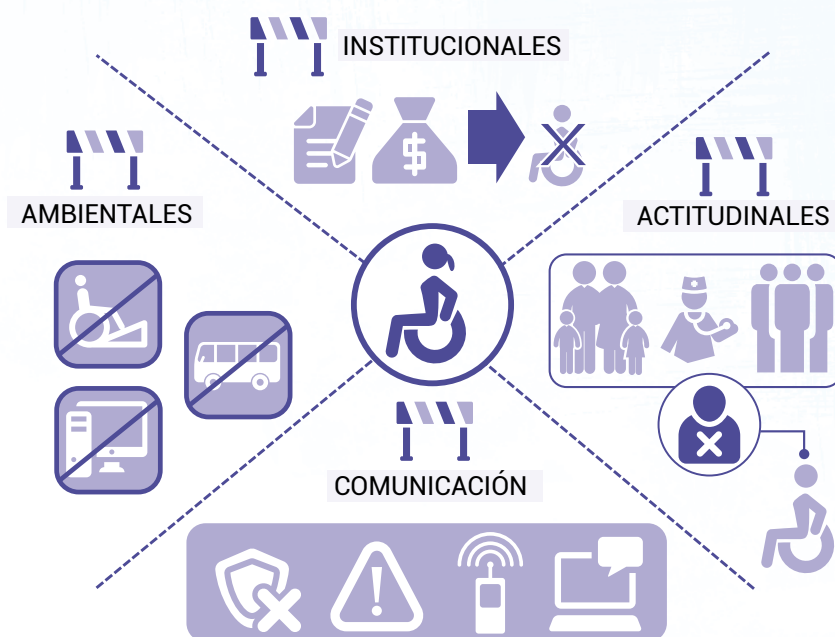 INSTITUCIONALES
AMBIENTALES
ACTITUDINALES
$
COMUNICACIÓN
!